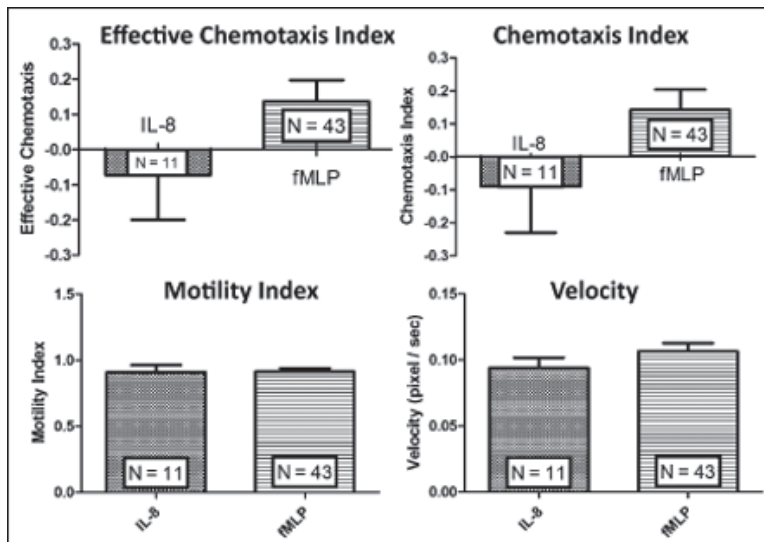 Effective Chemotaxis Index
Effective Chemotaxis
0.3
0.2
0.1
-0.0
-0.1
-0.2
-0.3
IL-8
N = 11
N = 43
fMLP
Chemotaxis Index
Chemotaxis Index
0.3
0.2
0.1
-0.0
-0.1
0.2
0.3
IL-8
N = 11
N = 43
fMLP
Motility Index
Motility Index
1.5
1.0
0.5
0.0
N = 11
N = 43
IL-8
fMLP
Velocity
Velocity (pixel / sec)
0.15
0.10
0.05
0.00
N = 11
N = 43
IL-8
fMLP